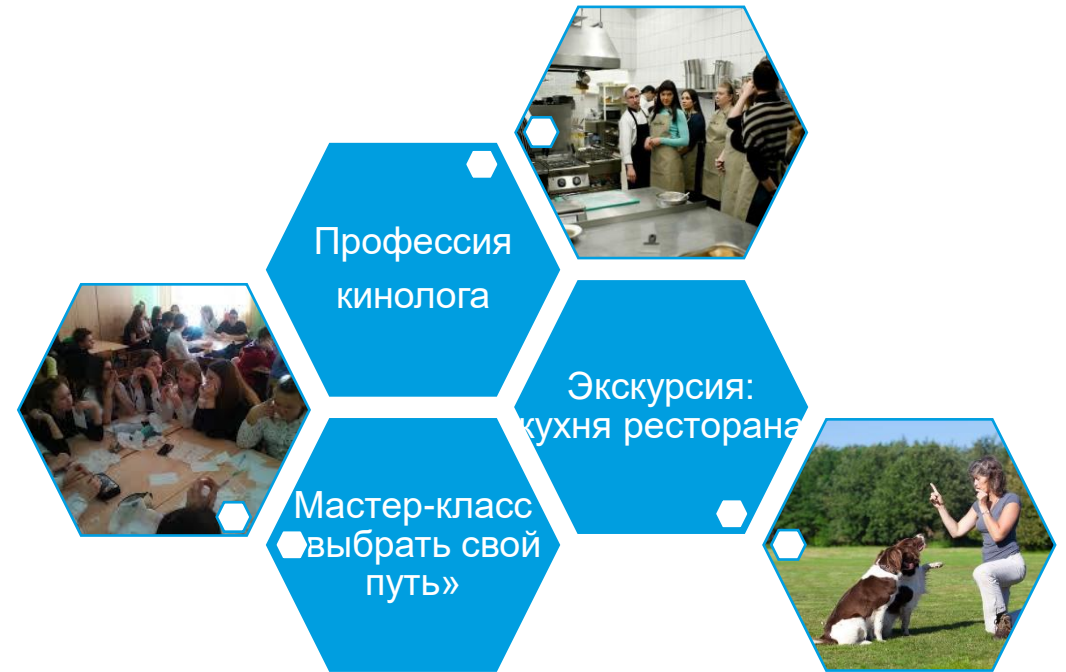 Профессия
кинолога
Экскурсия:
кухня ресторана
Мастер-класс
выбрать свой
путь»